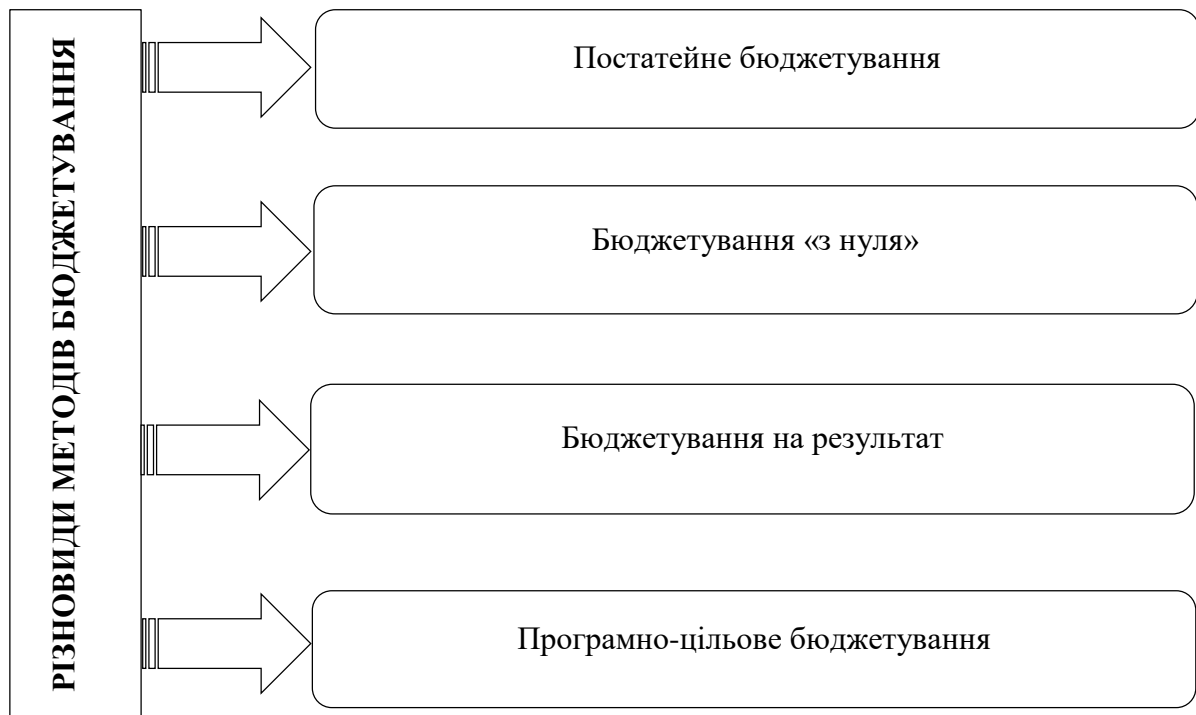 РІЗНОВИДИ МЕТОДІВ БЮДЖЕТУВАННЯ
Постатейне бюджетування
Бюджетування «з нуля»
Бюджетування на результат
Програмно-цільове бюджетування